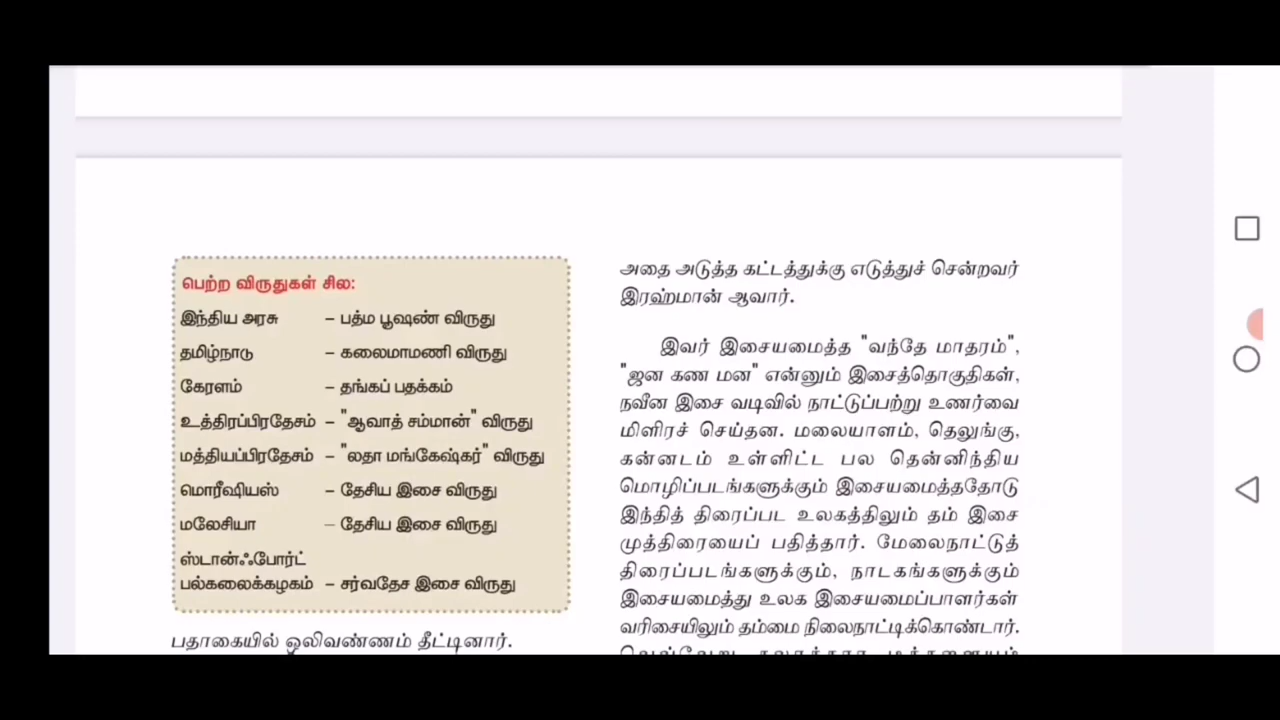 பெற்ற விருதுகள் சில:
இந்திய அரசு – பத்ம பூஷண் விருது
தமிழ்நாடு – கலைமாமணி விருது
கேரளம் – தங்கப் பதக்கம்
உத்திரப்பிரதேசம் – "ஆவாத் சம்மான்" விருது
மத்தியப்பிரதேசம் – "லதா மங்கேஷ்கர்" விருது
மொரீஷியஸ் – தேசிய இசை விருது
மலேசியா – தேசிய இசை விருது
ஸ்டான்ஃபோர்ட்
பல்கலைக்கழகம் – சர்வதேச இசை விருது
பதாகையில் ஒலிவண்ணம் தீட்டினார்.
அதை அடுத்த கட்டத்துக்கு எடுத்துச் சென்றவர்
இரஹ்மான் ஆவார்.
இவர் இசையமைத்த "வந்தே மாதரம்",
"ஜன கண மன" என்னும் இசைத்தொகுதிகள்,
நவீன இசை வடிவில் நாட்டுப்பற்று உணர்வை
மிளிரச் செய்தன. மலையாளம், தெலுங்கு,
கன்னடம் உள்ளிட்ட பல தென்னிந்திய
மொழிப்படங்களுக்கும் இசையமைத்ததோடு
இந்தித் திரைப்பட உலகத்திலும் தம் இசை
முத்திரையைப் பதித்தார். மேலைநாட்டுத்
திரைப்படங்களுக்கும், நாடகங்களுக்கும்
இசையமைத்து உலக இசையமைப்பாளர்கள்
வரிசையிலும் தம்மை நிலைநாட்டிக்கொண்டார்.